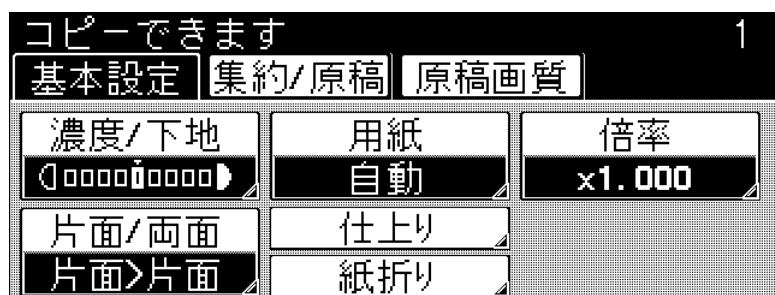 コピーできます 1
基本設定 集約/原稿 原稿画質
濃度/下地 用紙 倍率
自動 x1.000
片面/両面 仕上り
片面>片面 紙折り